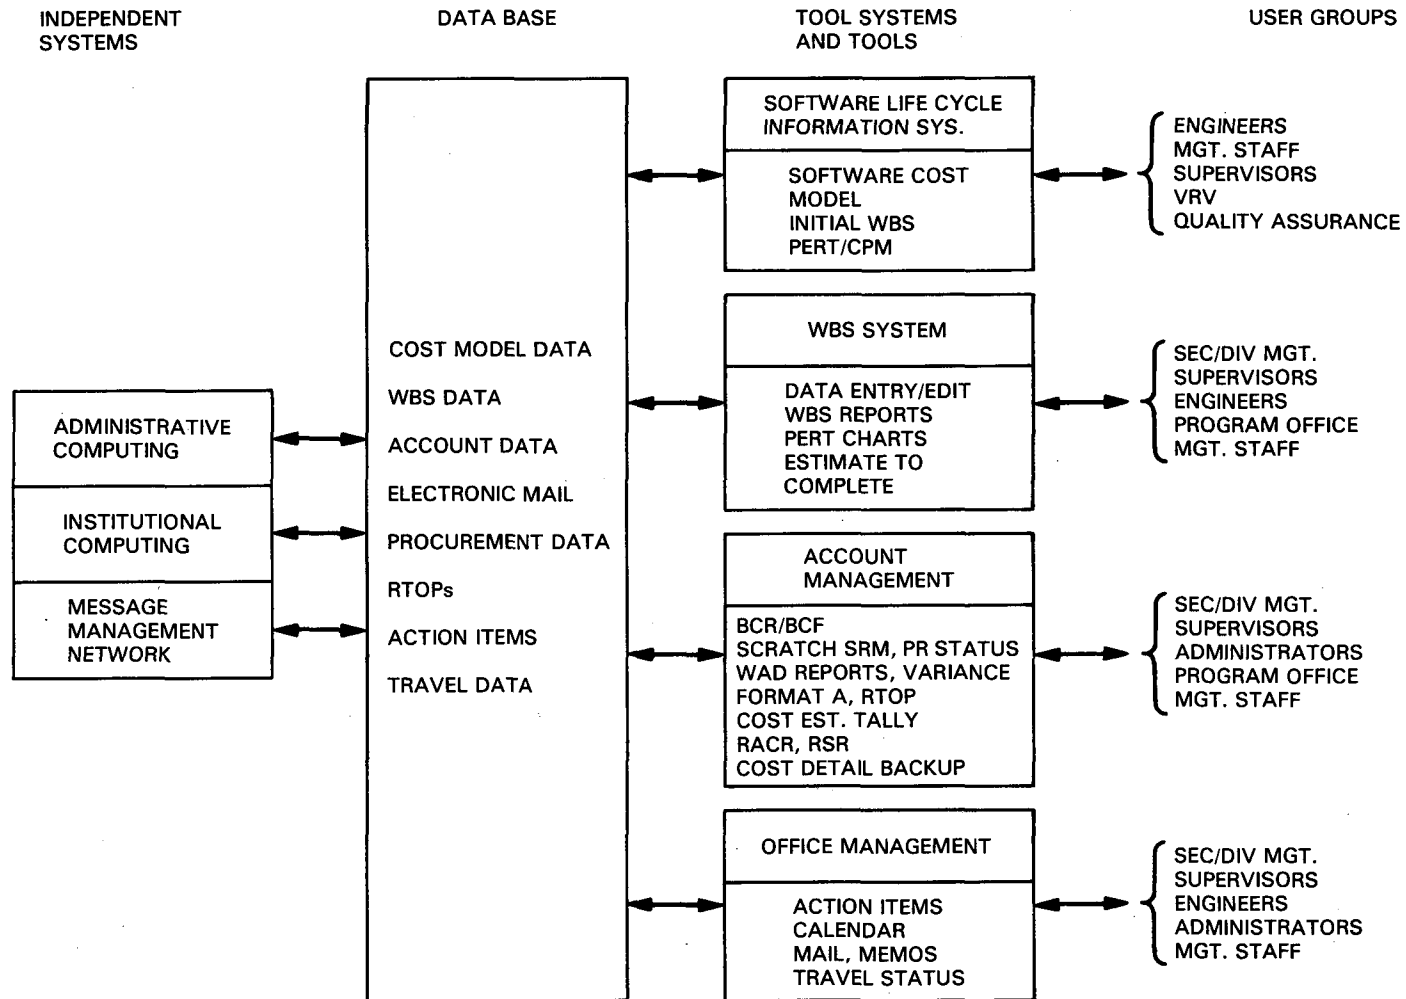 INDEPENDENT
SYSTEMS
DATA BASE
TOOL SYSTEMS
AND TOOLS
USER GROUPS
ADMINISTRATIVE
COMPUTING
INSTITUTIONAL
COMPUTING
MESSAGE
MANAGEMENT
NETWORK
COST MODEL DATA
WBS DATA
ACCOUNT DATA
ELECTRONIC MAIL
PROCUREMENT DATA
RTOPs
ACTION ITEMS
TRAVEL DATA
SOFTWARE LIFE CYCLE
INFORMATION SYS.
SOFTWARE COST
MODEL
INITIAL WBS
PERT/CPM
ENGINEERS
MGT. STAFF
SUPERVISORS
VRV
QUALITY ASSURANCE
WBS SYSTEM
DATA ENTRY/EDIT
WBS REPORTS
PERT CHARTS
ESTIMATE TO
COMPLETE
SEC/DIV MGT.
SUPERVISORS
ENGINEERS
PROGRAM OFFICE
MGT. STAFF
ACCOUNT
MANAGEMENT
BCR/BCF
SCRATCH SRM, PR STATUS
WAD REPORTS, VARIANCE
FORMAT A, RTOP
COST EST. TALLY
RACR, RSR
COST DETAIL BACKUP
SEC/DIV MGT.
SUPERVISORS
ADMINISTRATORS
PROGRAM OFFICE
MGT. STAFF
OFFICE MANAGEMENT
ACTION ITEMS
CALENDAR
MAIL, MEMOS
TRAVEL STATUS
SEC/DIV MGT.
SUPERVISORS
ENGINEERS
ADMINISTRATORS
MGT. STAFF